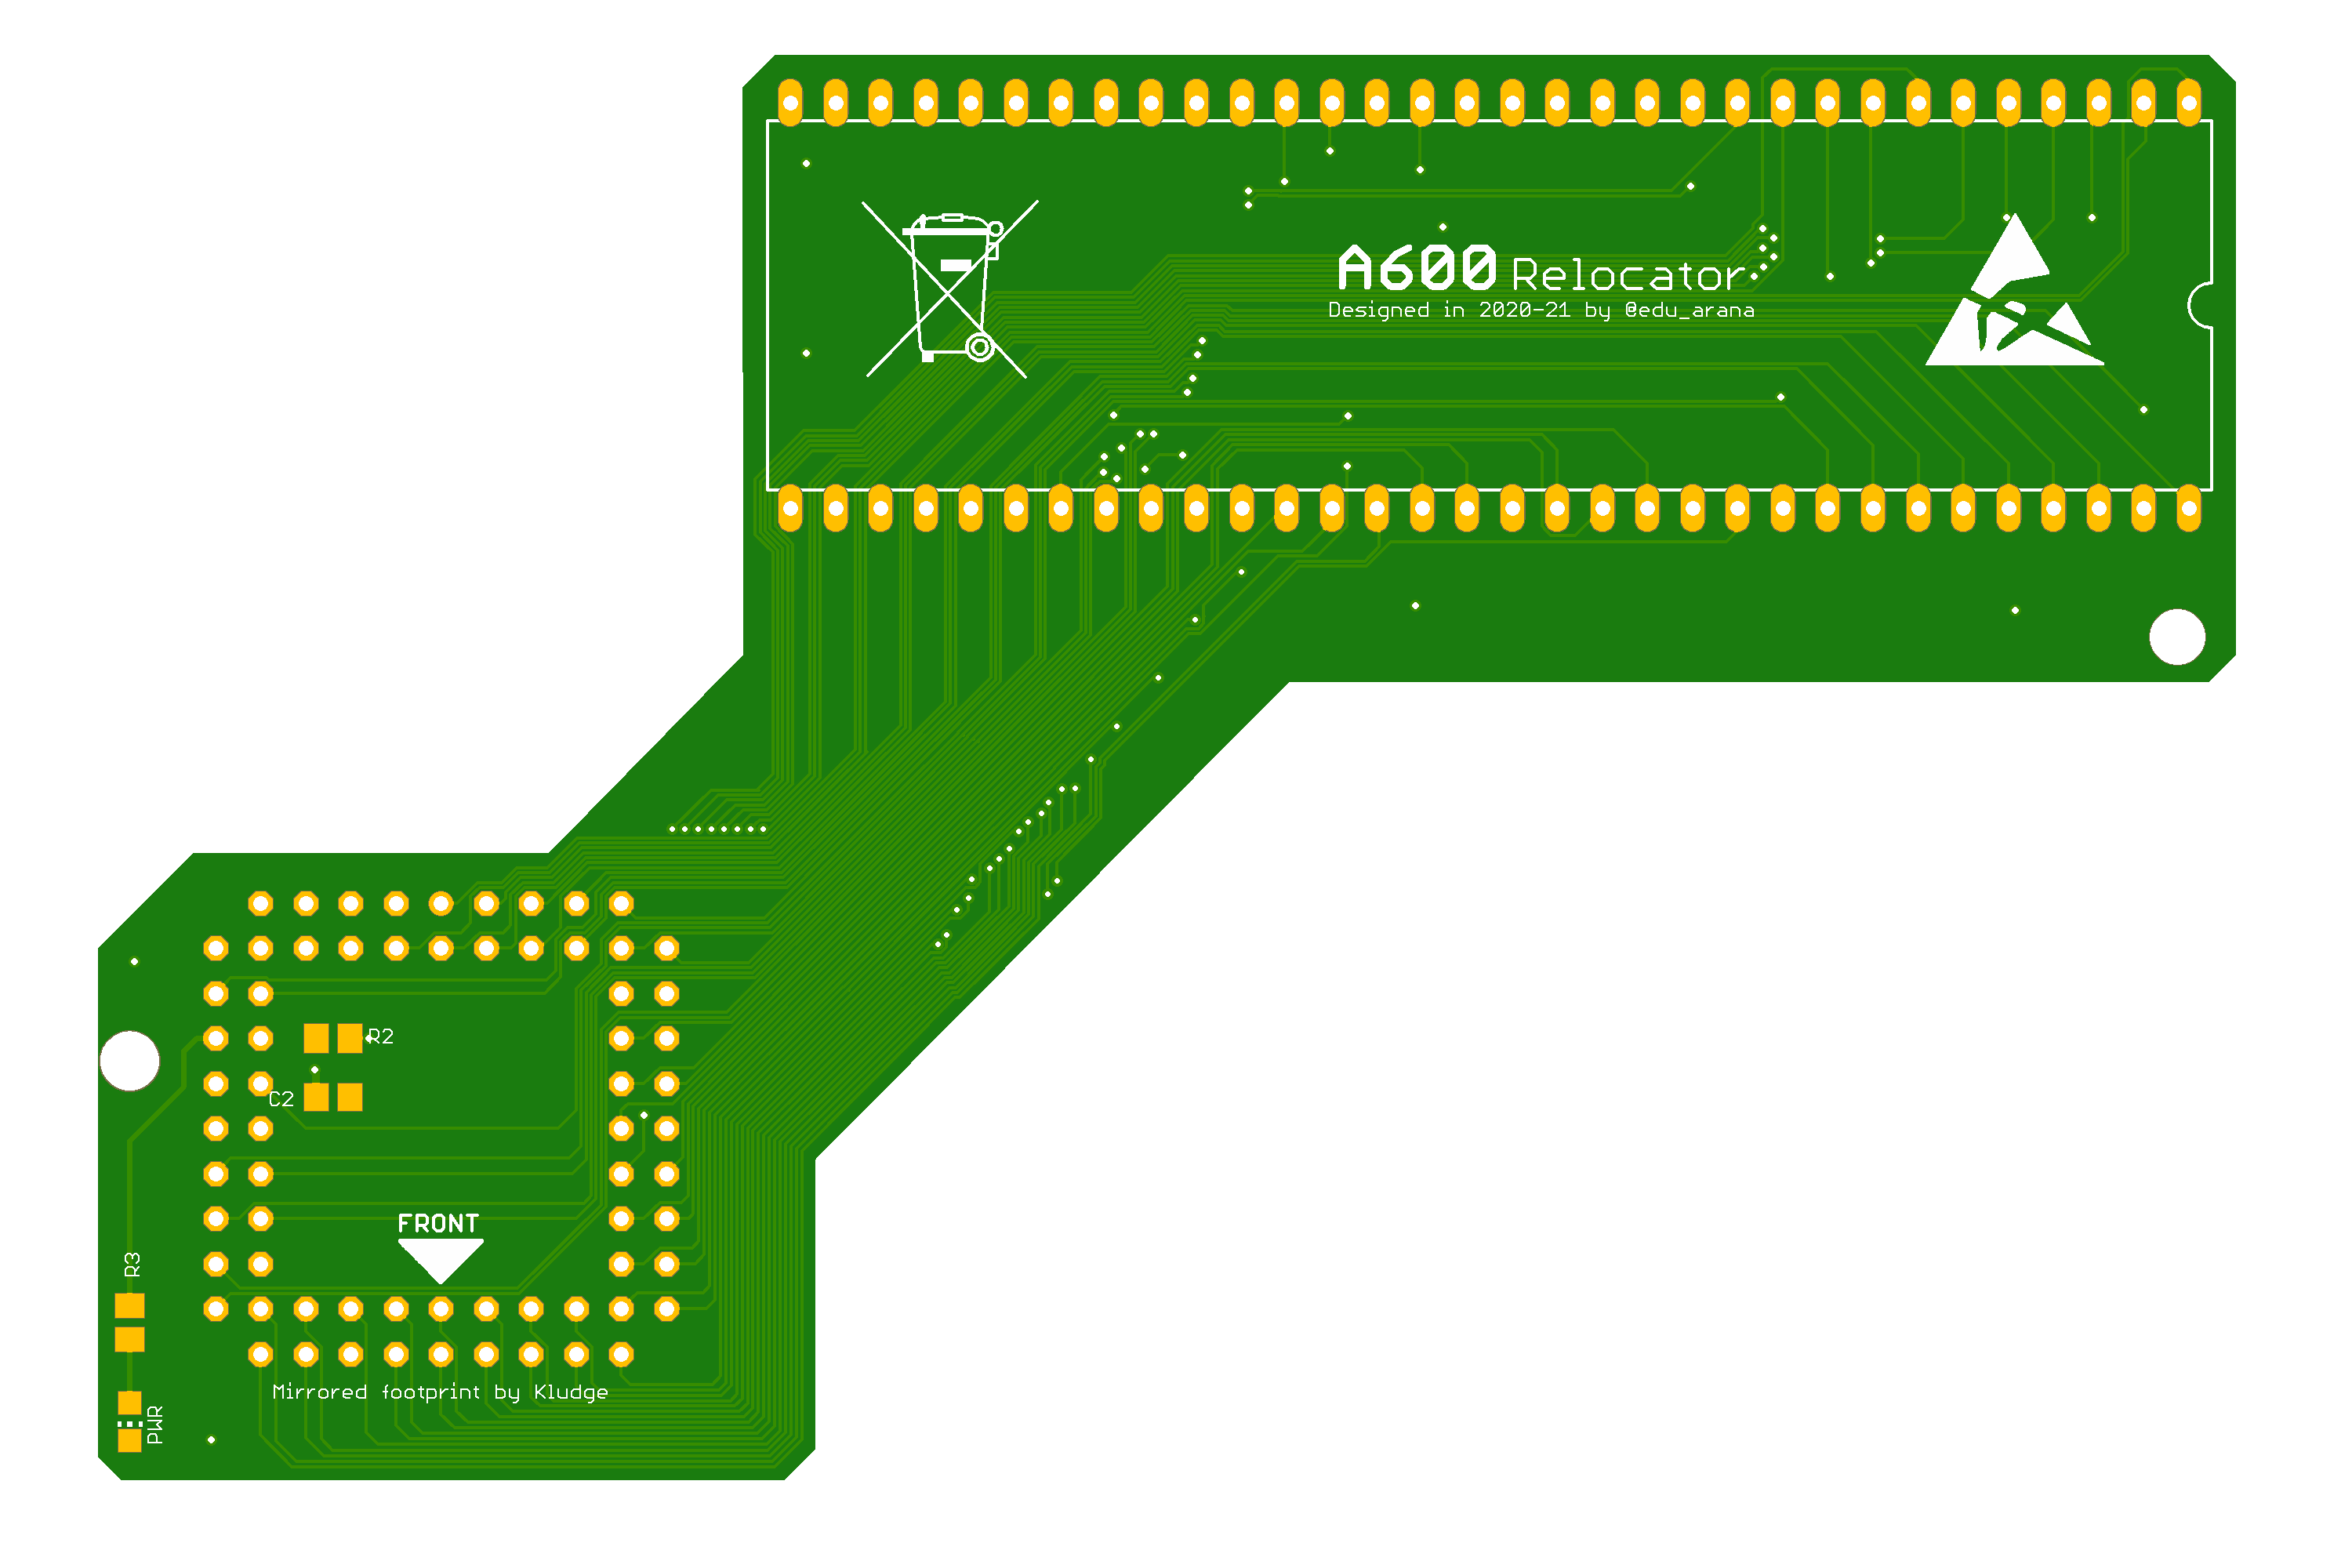 A600 Relocator
Designed in 2020-21 by @edu_arana
R2
C2
FRONT
R3
Mirrored footprint by Kludge
PWR